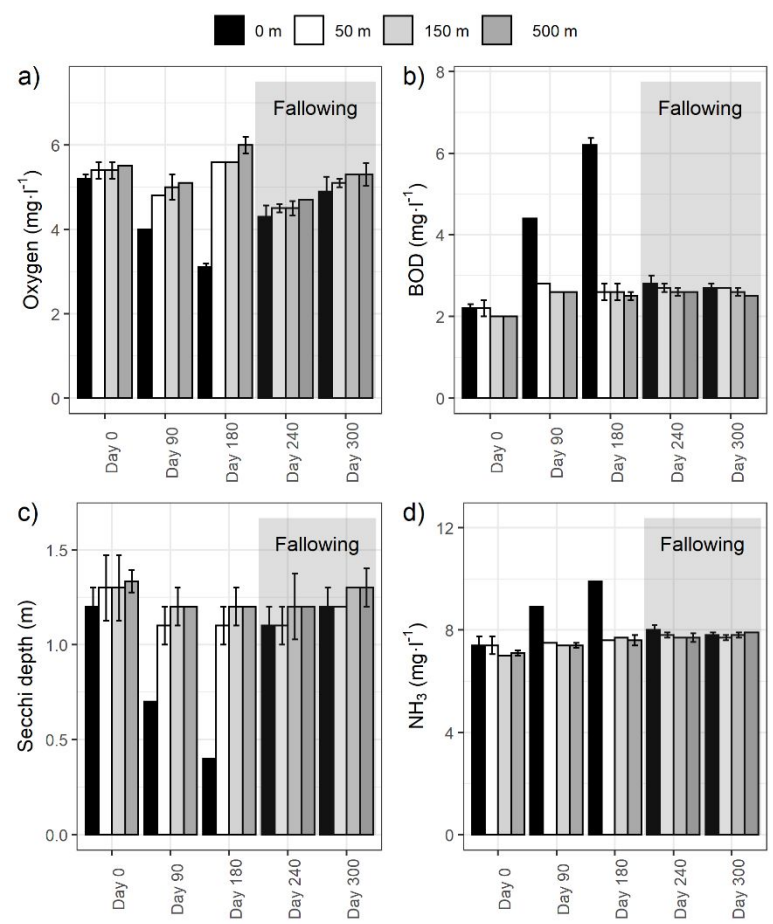 0 m 50 m 150 m 500 m
a)
Fallowing
Oxygen (mg·l⁻¹)
6
4
2
0
Day 0 Day 90 Day 180 Day 240 Day 300
b)
Fallowing
BOD (mg·l⁻¹)
8
6
4
2
0
Day 0 Day 90 Day 180 Day 240 Day 300
c)
Fallowing
Secchi depth (m)
1.5
1.0
0.5
0.0
Day 0 Day 90 Day 180 Day 240 Day 300
d)
Fallowing
NH₃ (mg·l⁻¹)
12
8
4
0
Day 0 Day 90 Day 180 Day 240 Day 300